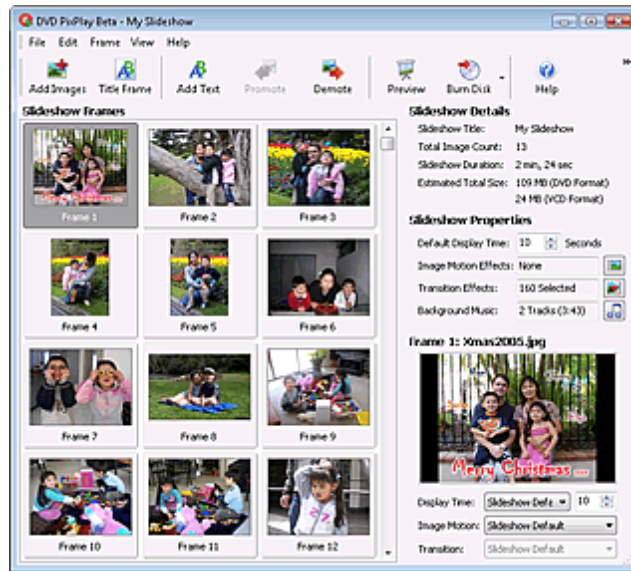 DVD PixPlay Beta - My Slideshow
File Edit Frame View Help
Add Images Title Frame Add Text Promote Demote Preview Burn Disk Help
Slideshow Frames
Frame 1 Frame 2 Frame 3
Frame 4 Frame 5 Frame 6
Frame 7 Frame 8 Frame 9
Frame 10 Frame 11 Frame 12
Slideshow Details
Slideshow Title: My Slideshow
Total Image Count: 13
Slideshow Duration: 2 min, 24 sec
Estimated Total Size: 109 MB (DVD Format)
24 MB (VCD Format)
Slideshow Properties
Default Display Time: 10 Seconds
Image Motion Effects: None
Transition Effects: 160 Selected
Background Music: 2 Tracks (3:43)
Frame 1: Xmas2005.jpg
Merry Christmas ...
Display Time: Slideshow Defa 10
Image Motion: Slideshow Default
Transition: Slideshow Default